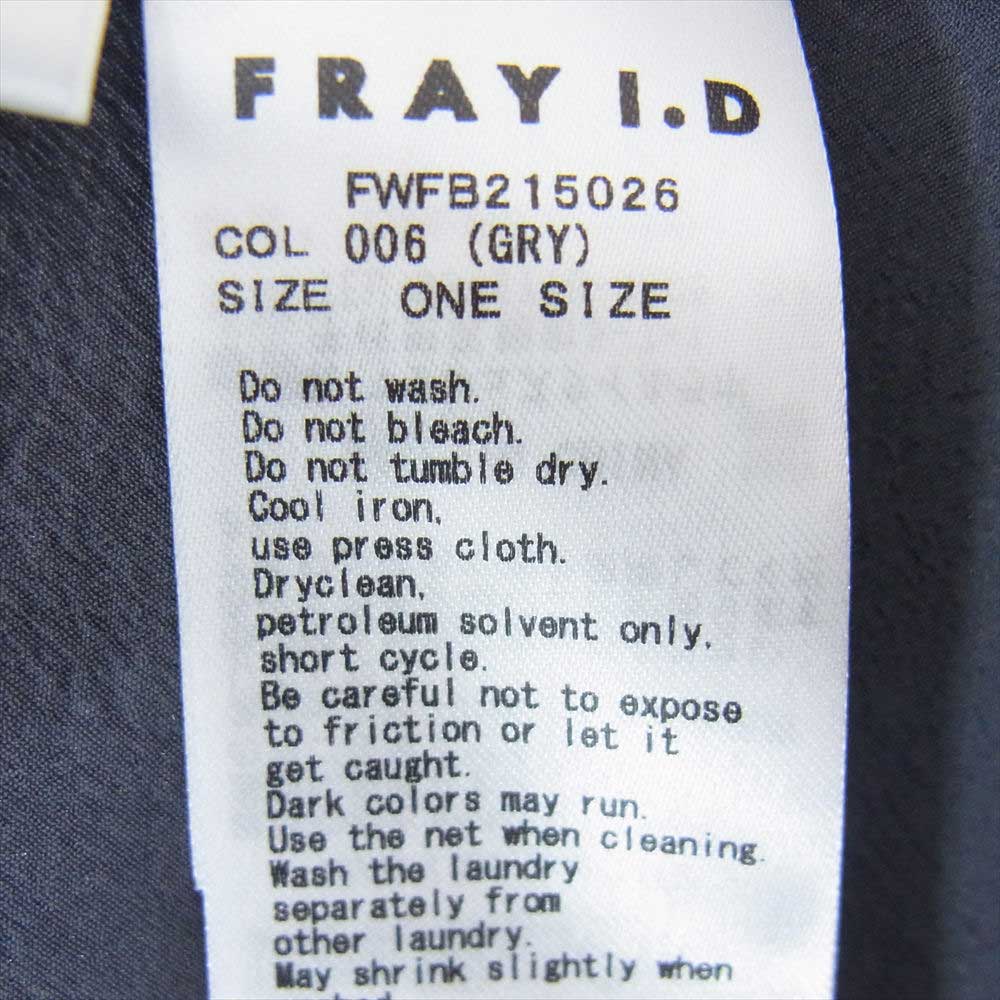 FRAY I.D
FWFB215026
COL 006 (GRY)
SIZE ONE SIZE
Do not wash.
Do not bleach.
Do not tumble dry.
Cool iron,
use press cloth.
Dryclean,
petroleum solvent only,
short cycle.
Be careful not to expose
to friction or let it
get caught.
Dark colors may run.
Use the net when cleaning.
Wash the laundry
separately from
other laundry.
May shrink slightly when